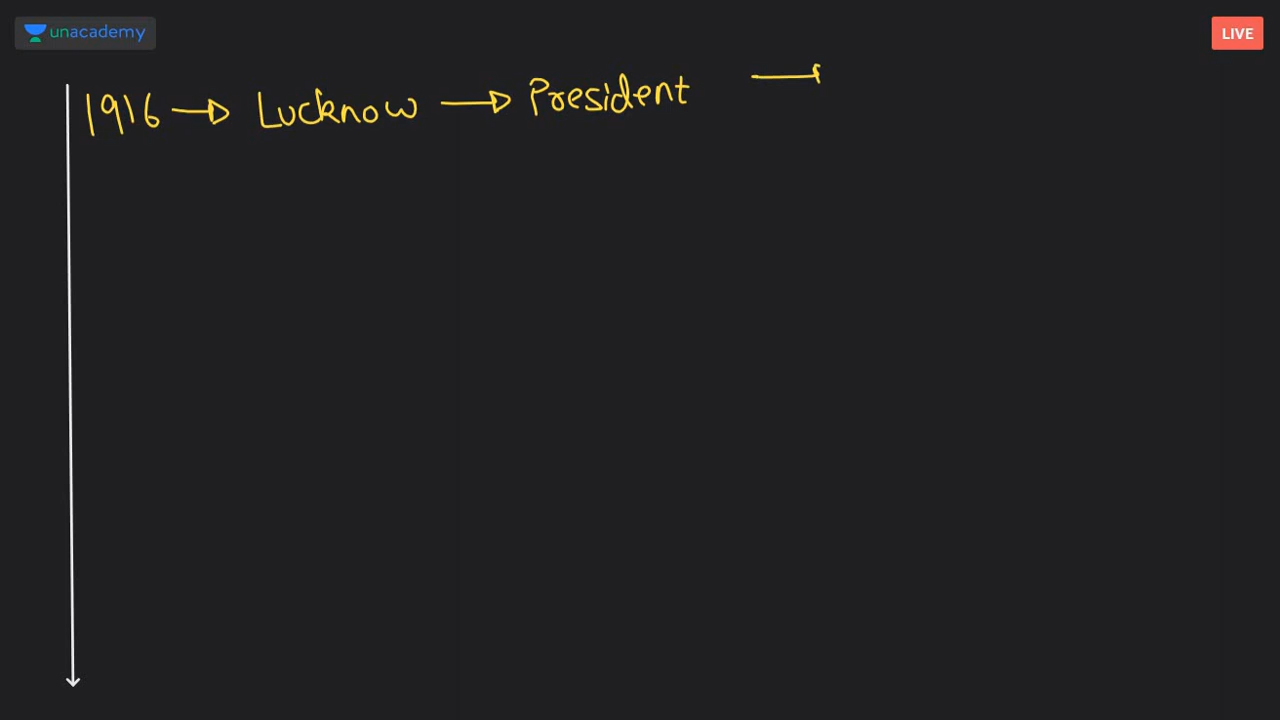 unacademy
LIVE
1916 → Lucknow → President →